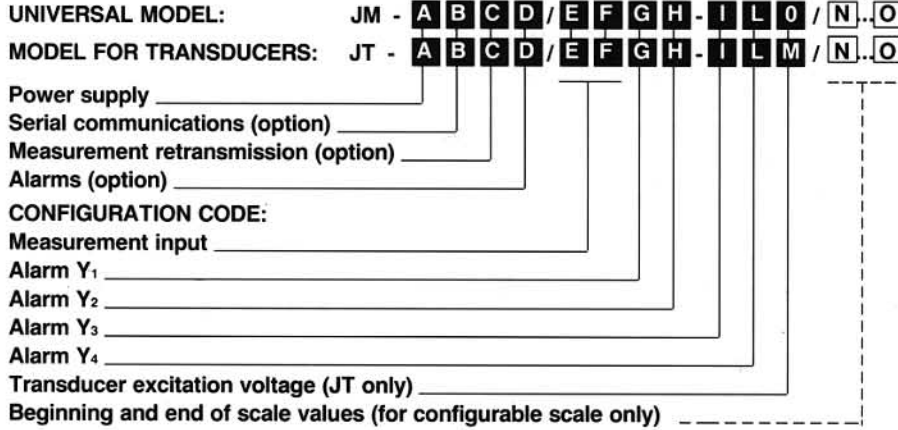 UNIVERSAL MODEL: JM - A B C D / E F G H - I L 0 / N...O
MODEL FOR TRANSDUCERS: JT - A B C D / E F G H - I L M / N...O
Power supply
Serial communications (option)
Measurement retransmission (option)
Alarms (option)
CONFIGURATION CODE:
Measurement input
Alarm Y1
Alarm Y2
Alarm Y3
Alarm Y4
Transducer excitation voltage (JT only)
Beginning and end of scale values (for configurable scale only)